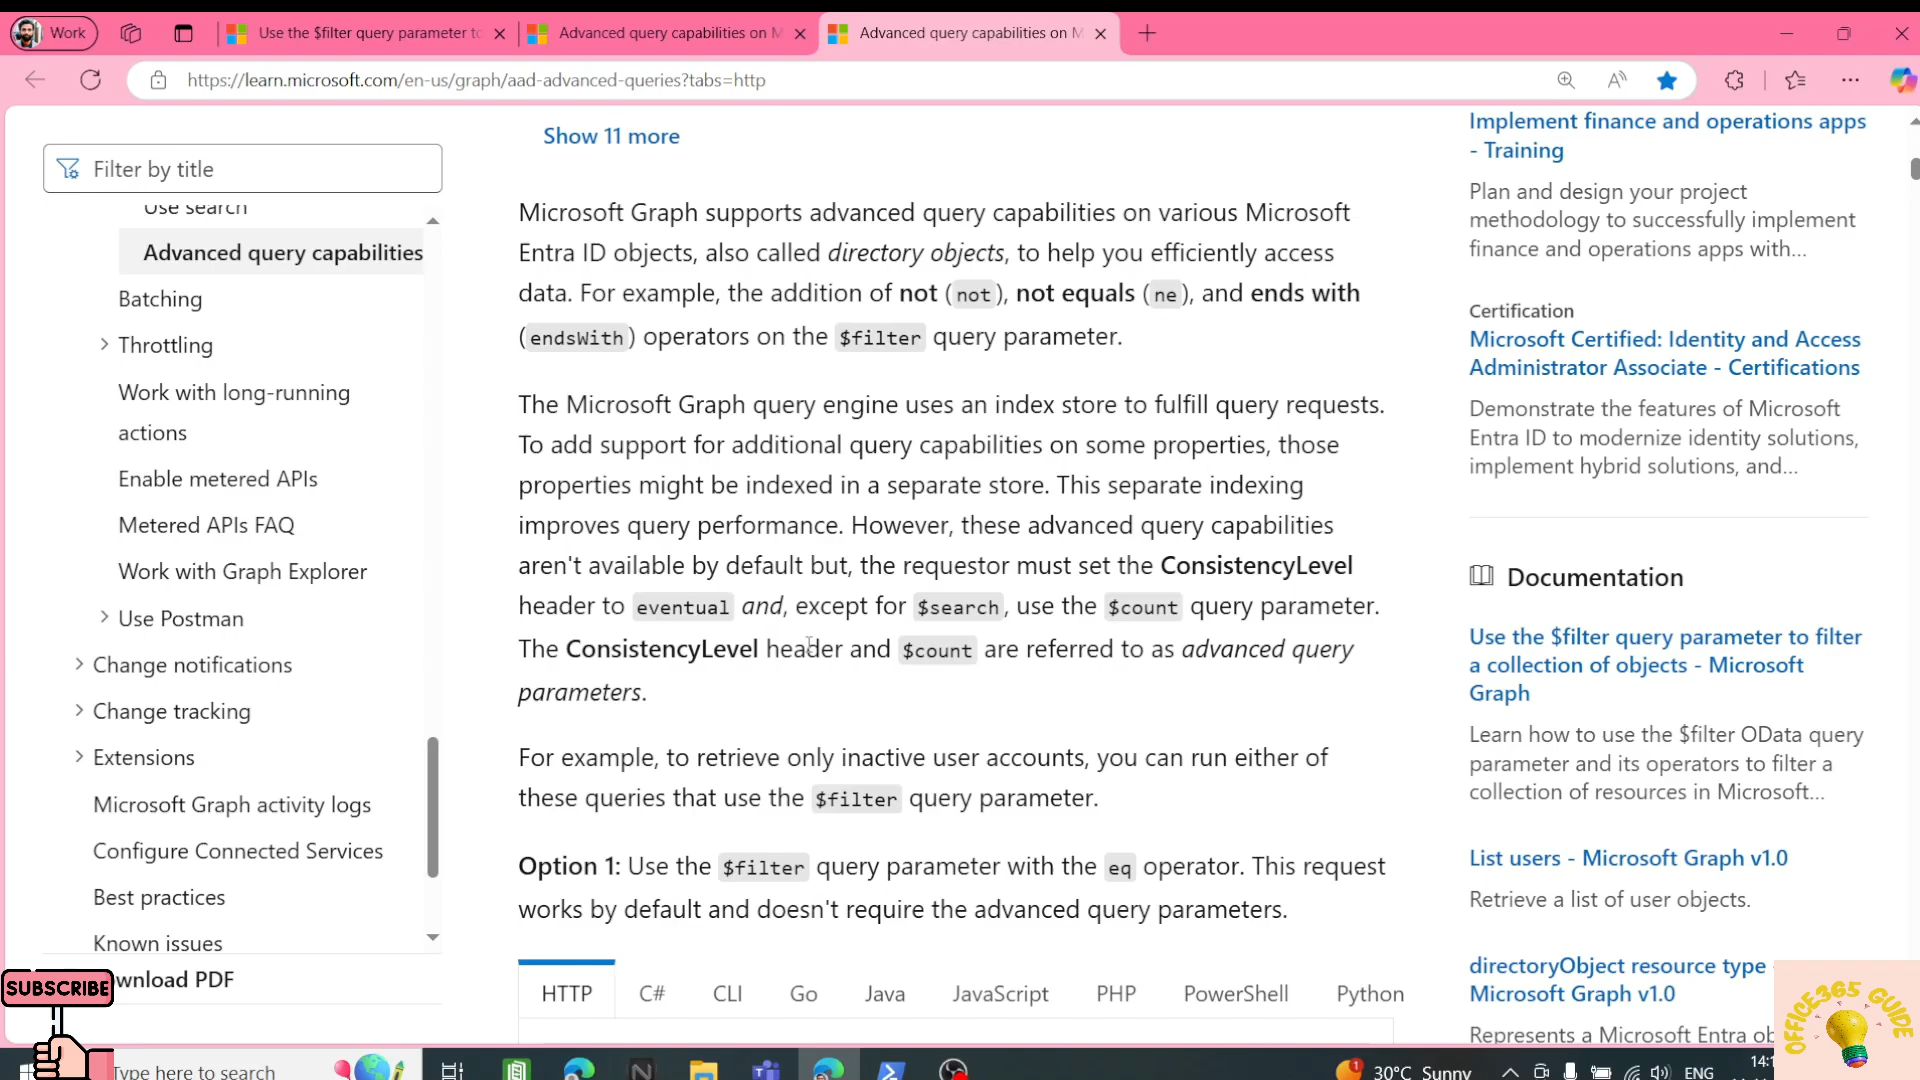 Work
Use the $filter query parameter to
Advanced query capabilities on M
Advanced query capabilities on M
https://learn.microsoft.com/en-us/graph/aad-advanced-queries?tabs=http
Filter by title
Use search
Advanced query capabilities
Batching
Throttling
Work with long-running
actions
Enable metered APIs
Metered APIs FAQ
Work with Graph Explorer
Use Postman
Change notifications
Change tracking
Extensions
Microsoft Graph activity logs
Configure Connected Services
Best practices
Known issues
wnload PDF
Show 11 more
Microsoft Graph supports advanced query capabilities on various Microsoft
Entra ID objects, also called directory objects, to help you efficiently access
data. For example, the addition of not (not), not equals (ne), and ends with
(endsWith) operators on the $filter query parameter.
The Microsoft Graph query engine uses an index store to fulfill query requests.
To add support for additional query capabilities on some properties, those
properties might be indexed in a separate store. This separate indexing
improves query performance. However, these advanced query capabilities
aren't available by default but, the requestor must set the ConsistencyLevel
header to eventual and, except for $search, use the $count query parameter.
The ConsistencyLevel header and $count are referred to as advanced query
parameters.
For example, to retrieve only inactive user accounts, you can run either of
these queries that use the $filter query parameter.
Option 1: Use the $filter query parameter with the eq operator. This request
works by default and doesn't require the advanced query parameters.
HTTP C# CLI Go Java JavaScript PHP PowerShell Python
Implement finance and operations apps
- Training
Plan and design your project
methodology to successfully implement
finance and operations apps with...
Certification
Microsoft Certified: Identity and Access
Administrator Associate - Certifications
Demonstrate the features of Microsoft
Entra ID to modernize identity solutions,
implement hybrid solutions, and...
Documentation
Use the $filter query parameter to filter
a collection of objects - Microsoft
Graph
Learn how to use the $filter OData query
parameter and its operators to filter a
collection of resources in Microsoft...
List users - Microsoft Graph v1.0
Retrieve a list of user objects.
directoryObject resource type -
Microsoft Graph v1.0
Represents a Microsoft Entra ob
SUBSCRIBE
OFFICE365 GUIDE
Type here to search
1
30°C Sunny
ENG
14:1